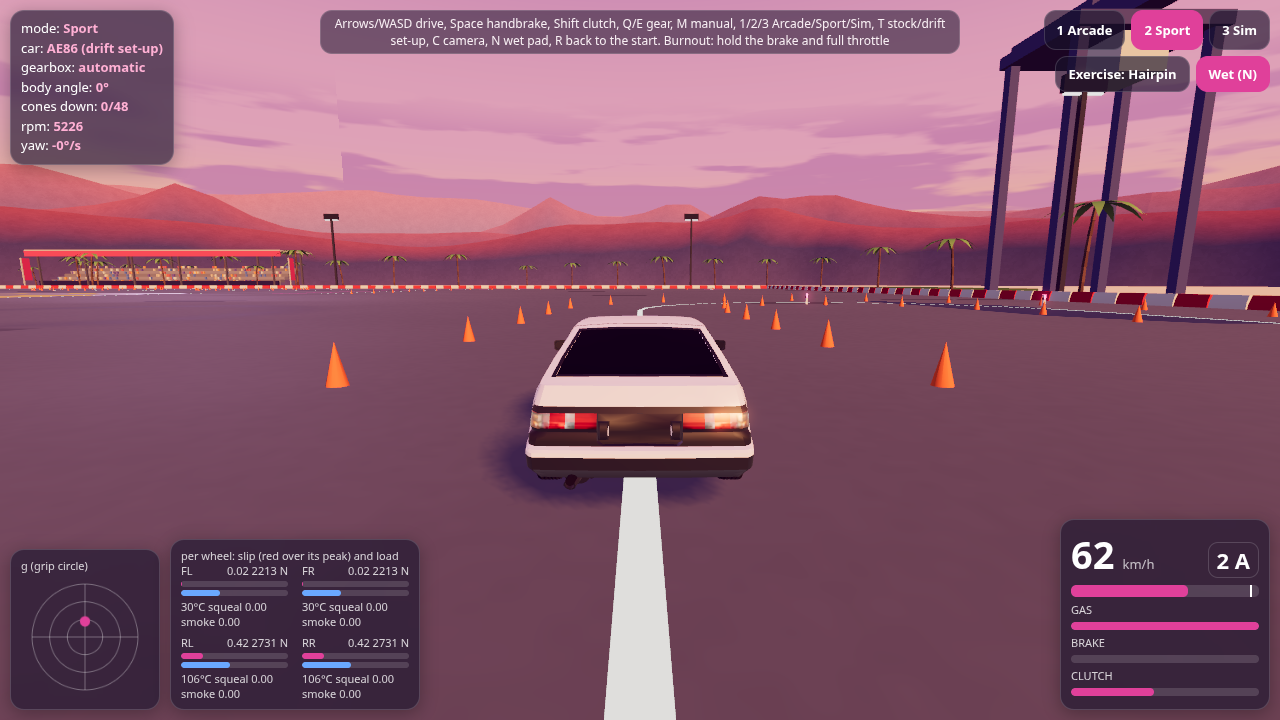 mode: Sport
car: AE86 (drift set-up)
gearbox: automatic
body angle: 0°
cones down: 0/48
rpm: 5226
yaw: -0°/s
Arrows/WASD drive, Space handbrake, Shift clutch, Q/E gear, M manual, 1/2/3 Arcade/Sport/Sim, T stock/drift
set-up, C camera, N wet pad, R back to the start. Burnout: hold the brake and full throttle
1 Arcade
2 Sport
3 Sim
Exercise: Hairpin
Wet (N)
g (grip circle)
per wheel: slip (red over its peak) and load
FL 0.02 2213 N
FR 0.02 2213 N
30°C squeal 0.00
smoke 0.00
30°C squeal 0.00
smoke 0.00
RL 0.42 2731 N
RR 0.42 2731 N
106°C squeal 0.00
smoke 0.00
106°C squeal 0.00
smoke 0.00
62 km/h
2 A
GAS
BRAKE
CLUTCH